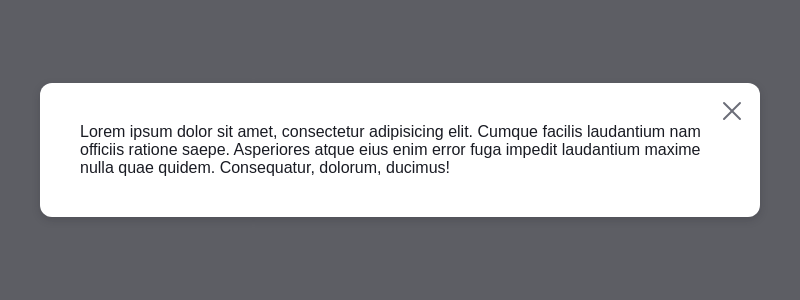 Lorem ipsum dolor sit amet, consectetur adipisicing elit. Cumque facilis laudantium nam
officiis ratione saepe. Asperiores atque eius enim error fuga impedit laudantium maxime
nulla quae quidem. Consequatur, dolorum, ducimus!